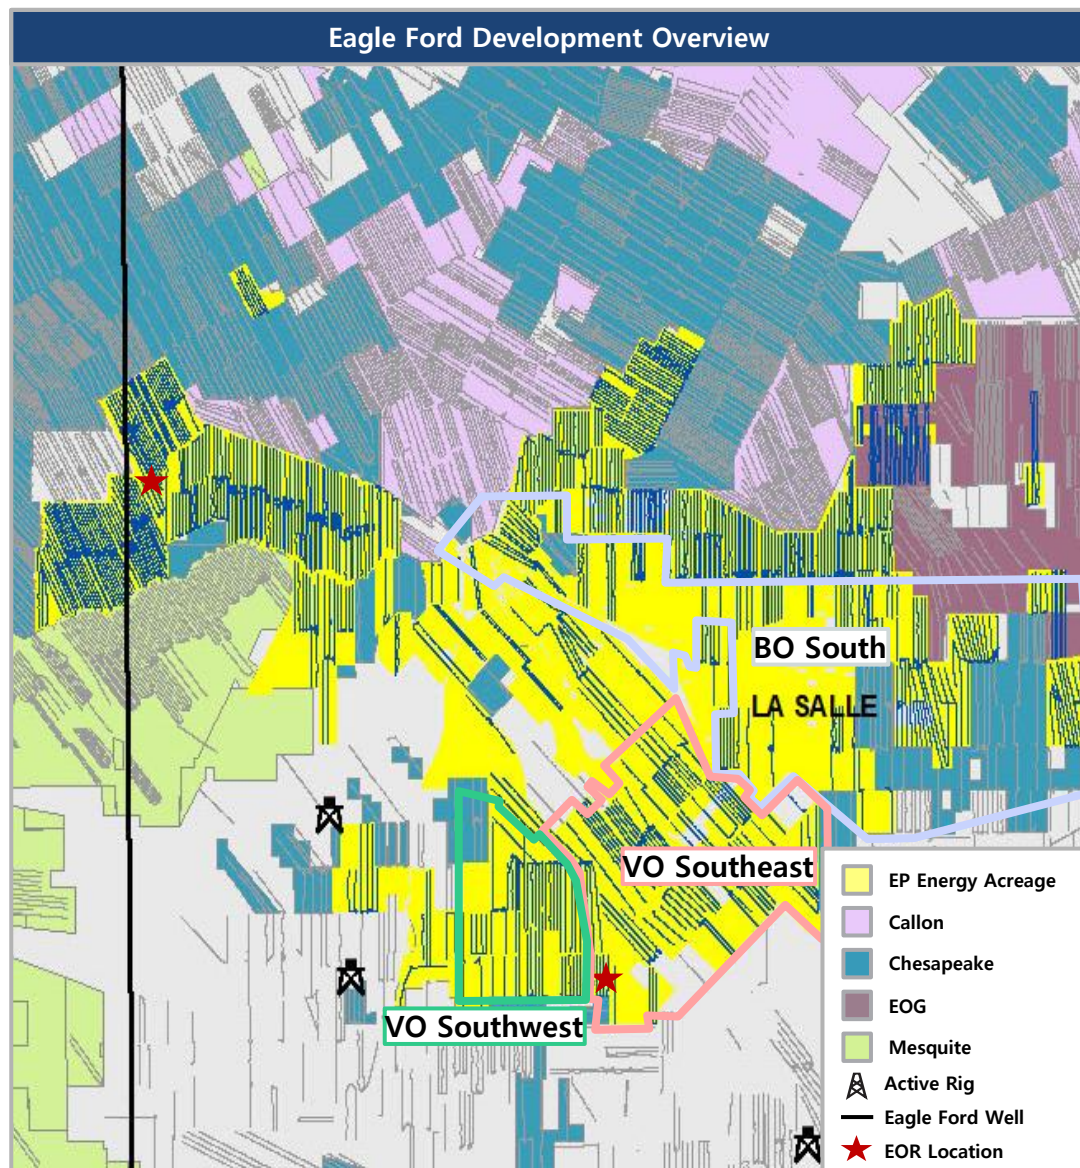 Eagle Ford Development Overview
BO South
LA SALLE
VO Southeast
VO Southwest
EP Energy Acreage
Callon
Chesapeake
EOG
Mesquite
Active Rig
Eagle Ford Well
EOR Location